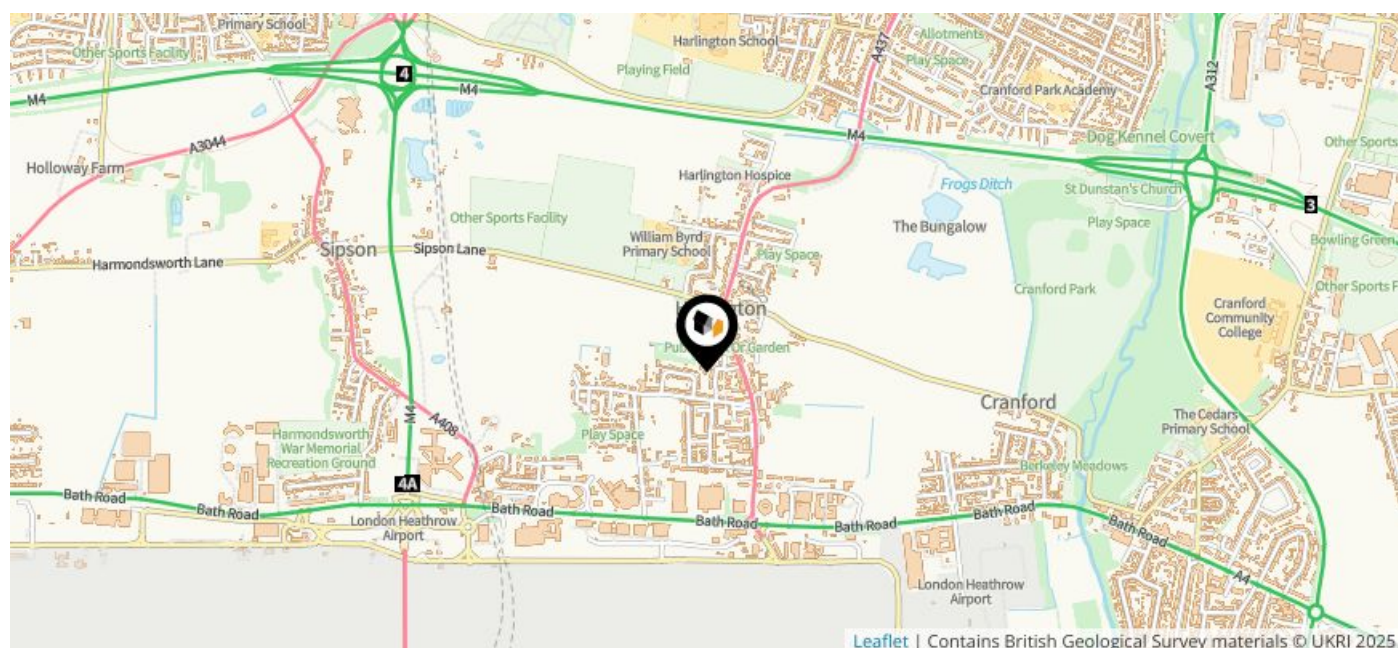 Primary School
Other Sports Facility
Harlington School
Playing Field
A437
Allotments
Play Space
Cranford Park Academy
A312
4
M4
M4
M4
A3044
Holloway Farm
Dog Kennel Covert
Other Sports
Harlington Hospice
Frogs Ditch
St Dunstan's Church
3
Other Sports Facility
Play Space
The Bungalow
William Byrd
Primary School
Bowling Green
Sipson
Sipson Lane
Harmondsworth Lane
Play Space
Cranford Park
Other Sports F
Cranford
Community
College
Or Garden
Cranford
M4
A408
The Cedars
Primary School
Harmondsworth
War Memorial
Recreation Ground
Play Space
Berkeley Meadows
4A
Bath Road
Bath Road
Bath Road
Bath Road
Bath Road
Bath Road
Bath Road
London Heathrow
Airport
A4
London Heathrow
Airport
Leaflet | Contains British Geological Survey materials © UKRI 2025